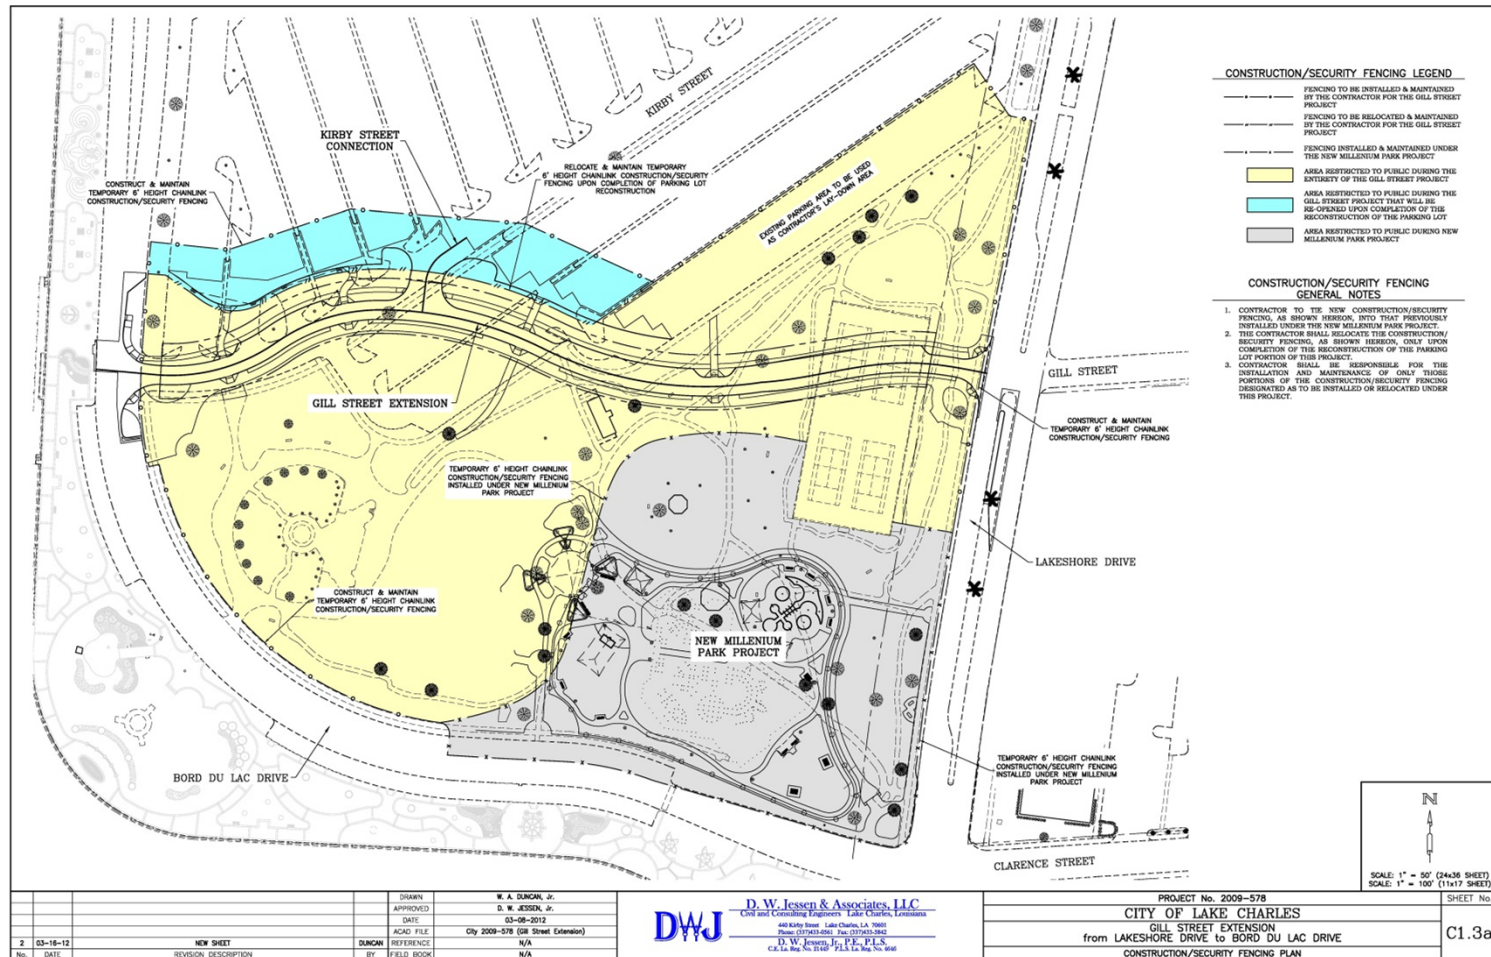 KIRBY STREET
KIRBY STREET
CONNECTION
CONSTRUCT & MAINTAIN
TEMPORARY 6' HEIGHT CHAINLINK
CONSTRUCTION/SECURITY FENCING
RELOCATE & MAINTAIN TEMPORARY
6' HEIGHT CHAINLINK CONSTRUCTION/SECURITY
FENCING UPON COMPLETION OF PARKING LOT
RECONSTRUCTION
EXISTING PARKING AREA TO BE USED
AS CONTRACTOR'S LAY-DOWN AREA
GILL STREET
GILL STREET EXTENSION
CONSTRUCT & MAINTAIN
TEMPORARY 6' HEIGHT CHAINLINK
CONSTRUCTION/SECURITY FENCING
TEMPORARY 6' HEIGHT CHAINLINK
CONSTRUCTION/SECURITY FENCING
INSTALLED UNDER NEW MILLENIUM
PARK PROJECT
LAKESHORE DRIVE
CONSTRUCT & MAINTAIN
TEMPORARY 6' HEIGHT CHAINLINK
CONSTRUCTION/SECURITY FENCING
NEW MILLENIUM
PARK PROJECT
BORD DU LAC DRIVE
TEMPORARY 6' HEIGHT CHAINLINK
CONSTRUCTION/SECURITY FENCING
INSTALLED UNDER NEW MILLENIUM
PARK PROJECT
CLARENCE STREET
CONSTRUCTION/SECURITY FENCING LEGEND
FENCING TO BE INSTALLED & MAINTAINED
BY THE CONTRACTOR FOR THE GILL STREET
PROJECT
FENCING TO BE RELOCATED & MAINTAINED
BY THE CONTRACTOR FOR THE GILL STREET
PROJECT
FENCING INSTALLED & MAINTAINED UNDER
THE NEW MILLENIUM PARK PROJECT
AREA RESTRICTED TO PUBLIC DURING THE
ENTIRETY OF THE GILL STREET PROJECT
AREA RESTRICTED TO PUBLIC DURING THE
GILL STREET PROJECT THAT WILL BE
RE-OPENED UPON COMPLETION OF THE
RECONSTRUCTION OF THE PARKING LOT
AREA RESTRICTED TO PUBLIC DURING NEW
MILLENIUM PARK PROJECT
CONSTRUCTION/SECURITY FENCING
GENERAL NOTES
1. CONTRACTOR TO TIE NEW CONSTRUCTION/SECURITY
FENCING, AS SHOWN HEREON, INTO THAT PREVIOUSLY
INSTALLED UNDER THE NEW MILLENIUM PARK PROJECT.
2. THE CONTRACTOR SHALL RELOCATE THE CONSTRUCTION/
SECURITY FENCING, AS SHOWN HEREON, ONLY UPON
COMPLETION OF THE RECONSTRUCTION OF THE PARKING
LOT PORTION OF THIS PROJECT.
3. CONTRACTOR SHALL BE RESPONSIBLE FOR THE
INSTALLATION AND MAINTENANCE OF ONLY THOSE
PORTIONS OF THE CONSTRUCTION/SECURITY FENCING
DESIGNATED AS TO BE INSTALLED OR RELOCATED UNDER
THIS PROJECT.
N
SCALE: 1" = 50' (24x36 SHEET)
SCALE: 1" = 100' (11x17 SHEET)
2 03-16-12 NEW SHEET DUNCAN
No. DATE REVISION DESCRIPTION BY
DRAWN W. A. DUNCAN, Jr.
APPROVED D. W. JESSEN, Jr.
DATE 03-08-2012
ACAD FILE City 2009-578 (Gill Street Extension)
REFERENCE N/A
FIELD BOOK N/A
DWJ
D. W. Jessen & Associates, LLC
Civil and Consulting Engineers Lake Charles, Louisiana
440 Kirby Street Lake Charles, LA 70601
Phone: (337)433-0561 Fax: (337)433-3842
D. W. Jessen, Jr., P.E., P.L.S.
PROJECT No. 2009-578
CITY OF LAKE CHARLES
GILL STREET EXTENSION
from LAKESHORE DRIVE to BORD DU LAC DRIVE
CONSTRUCTION/SECURITY FENCING PLAN
SHEET No.
C1.3a